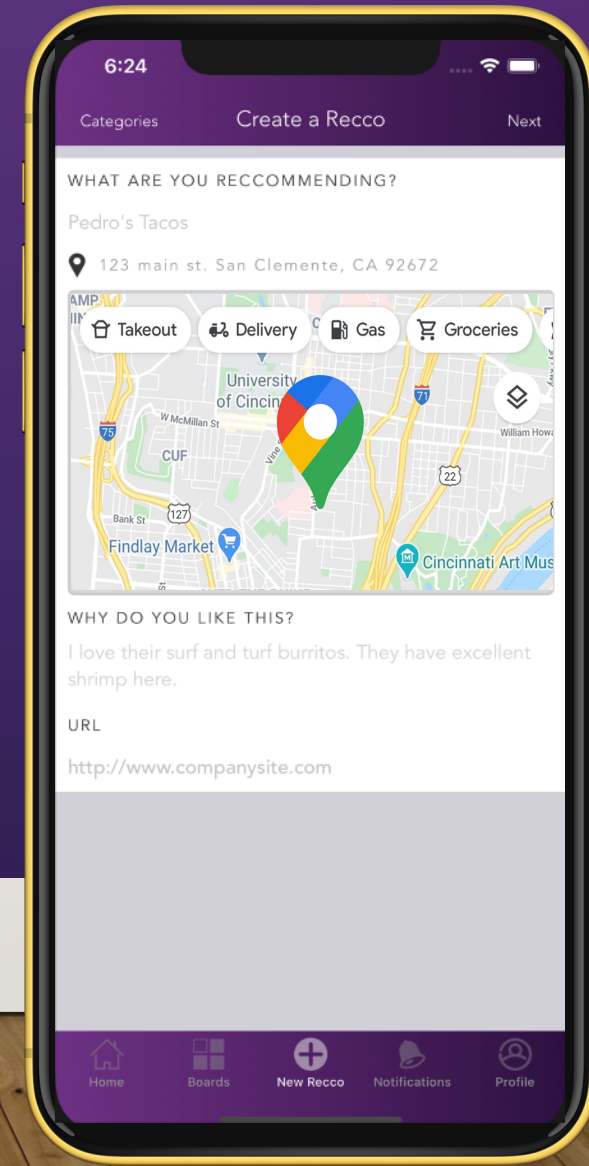 6:24
Categories
Create a Recco
Next
WHAT ARE YOU RECCOMMENDING?
Pedro's Tacos
123 main st. San Clemente, CA 92672
Takeout
Delivery
Gas
Groceries
University
of Cincin
71
W McMillan St
75
William Howa
CUF
Vine
22
127
Bank St
Findlay Market
Cincinnati Art Mus
WHY DO YOU LIKE THIS?
I love their surf and turf burritos. They have excellent
shrimp here.
URL
http://www.companysite.com
Home
Boards
New Recco
Notifications
Profile